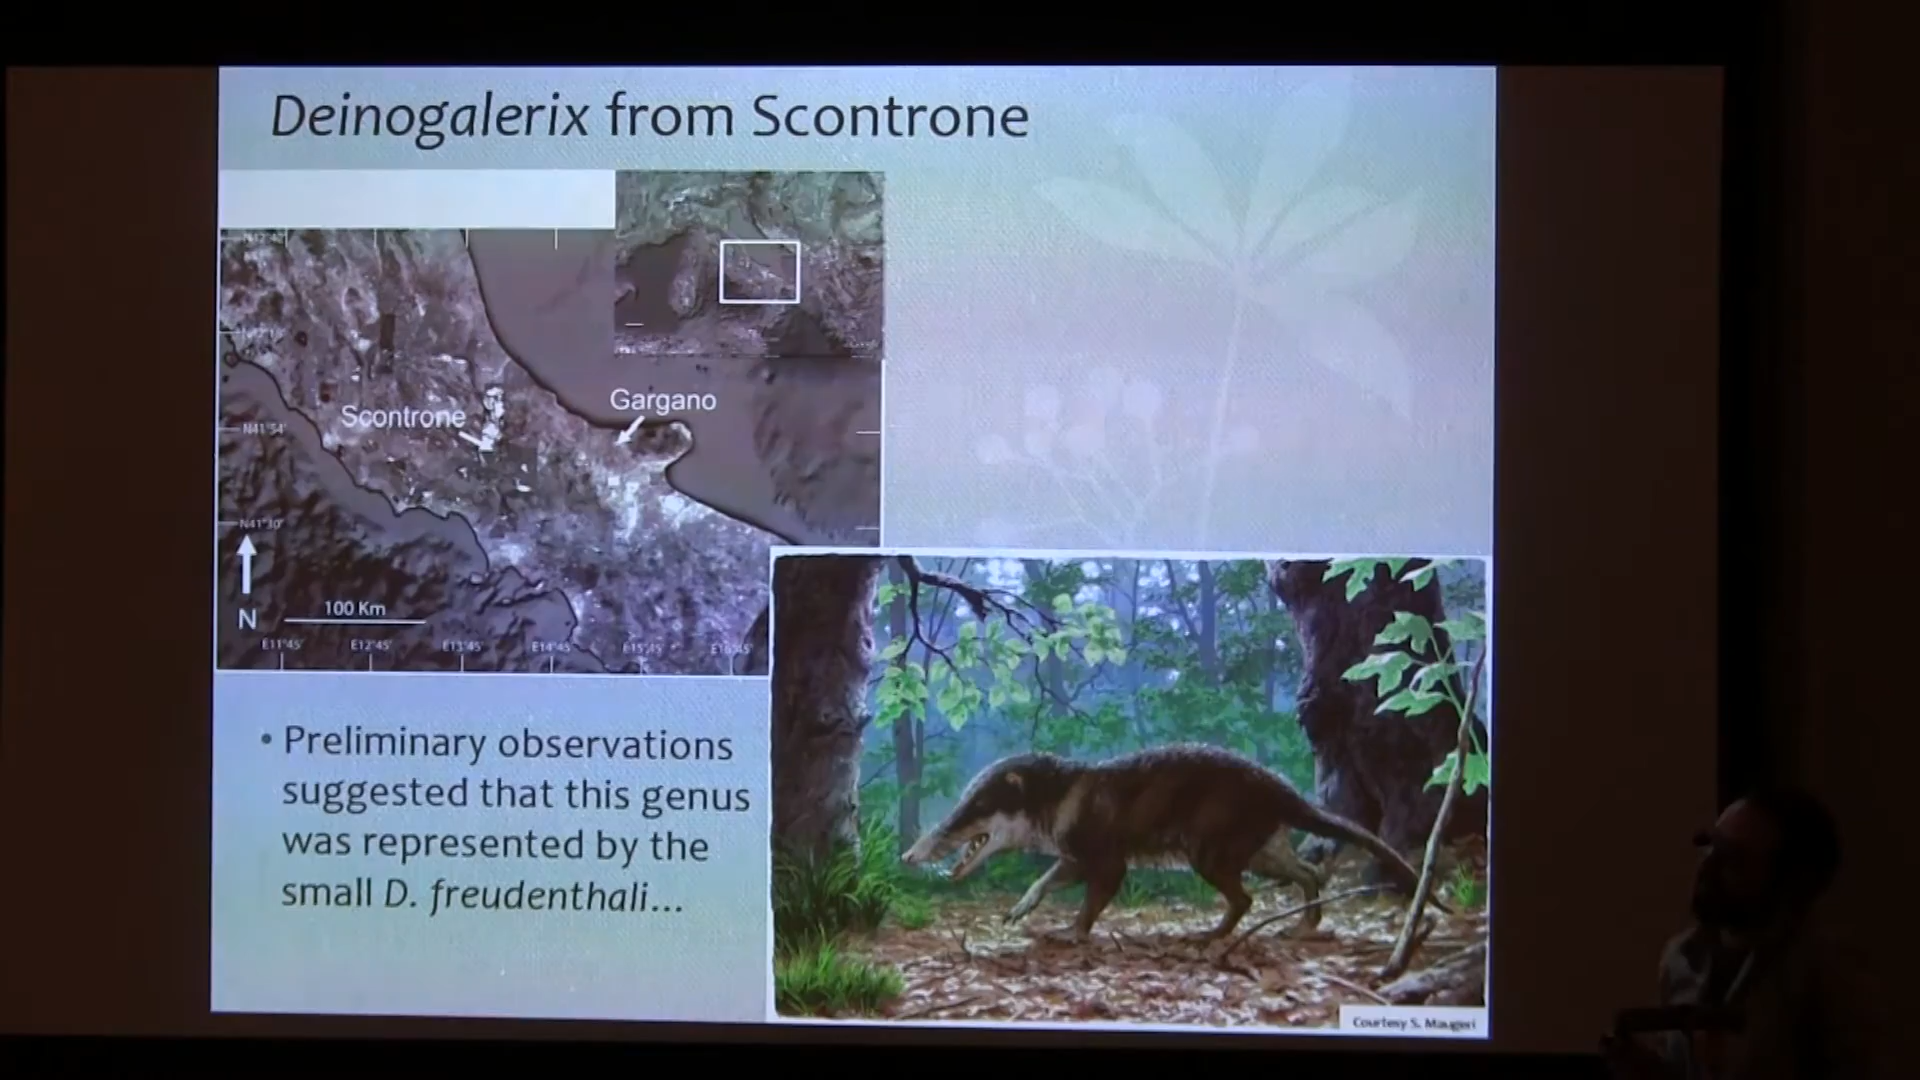 Deinogalerix from Scontrone
Scontrone
Gargano
N41°54'
N41°30'
N
100 Km
E11°45'
E12°45'
E13°45'
E14°45'
E15°45'
E16°45'
• Preliminary observations
suggested that this genus
was represented by the
small D. freudenthali...
Courtesy S. Maugeri